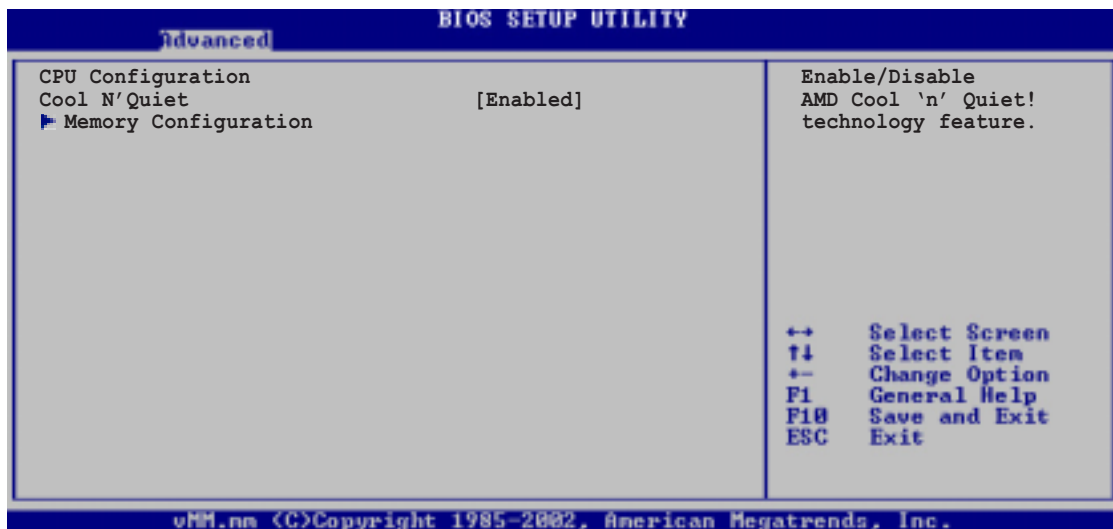 BIOS SETUP UTILITY
Advanced
CPU Configuration
Cool N’Quiet [Enabled]
Memory Configuration
Enable/Disable
AMD Cool ‘n’ Quiet!
technology feature.
←→ Select Screen
↑↓ Select Item
+- Change Option
F1 General Help
F10 Save and Exit
ESC Exit
vMM.nn (C)Copyright 1985-2002, American Megatrends, Inc.